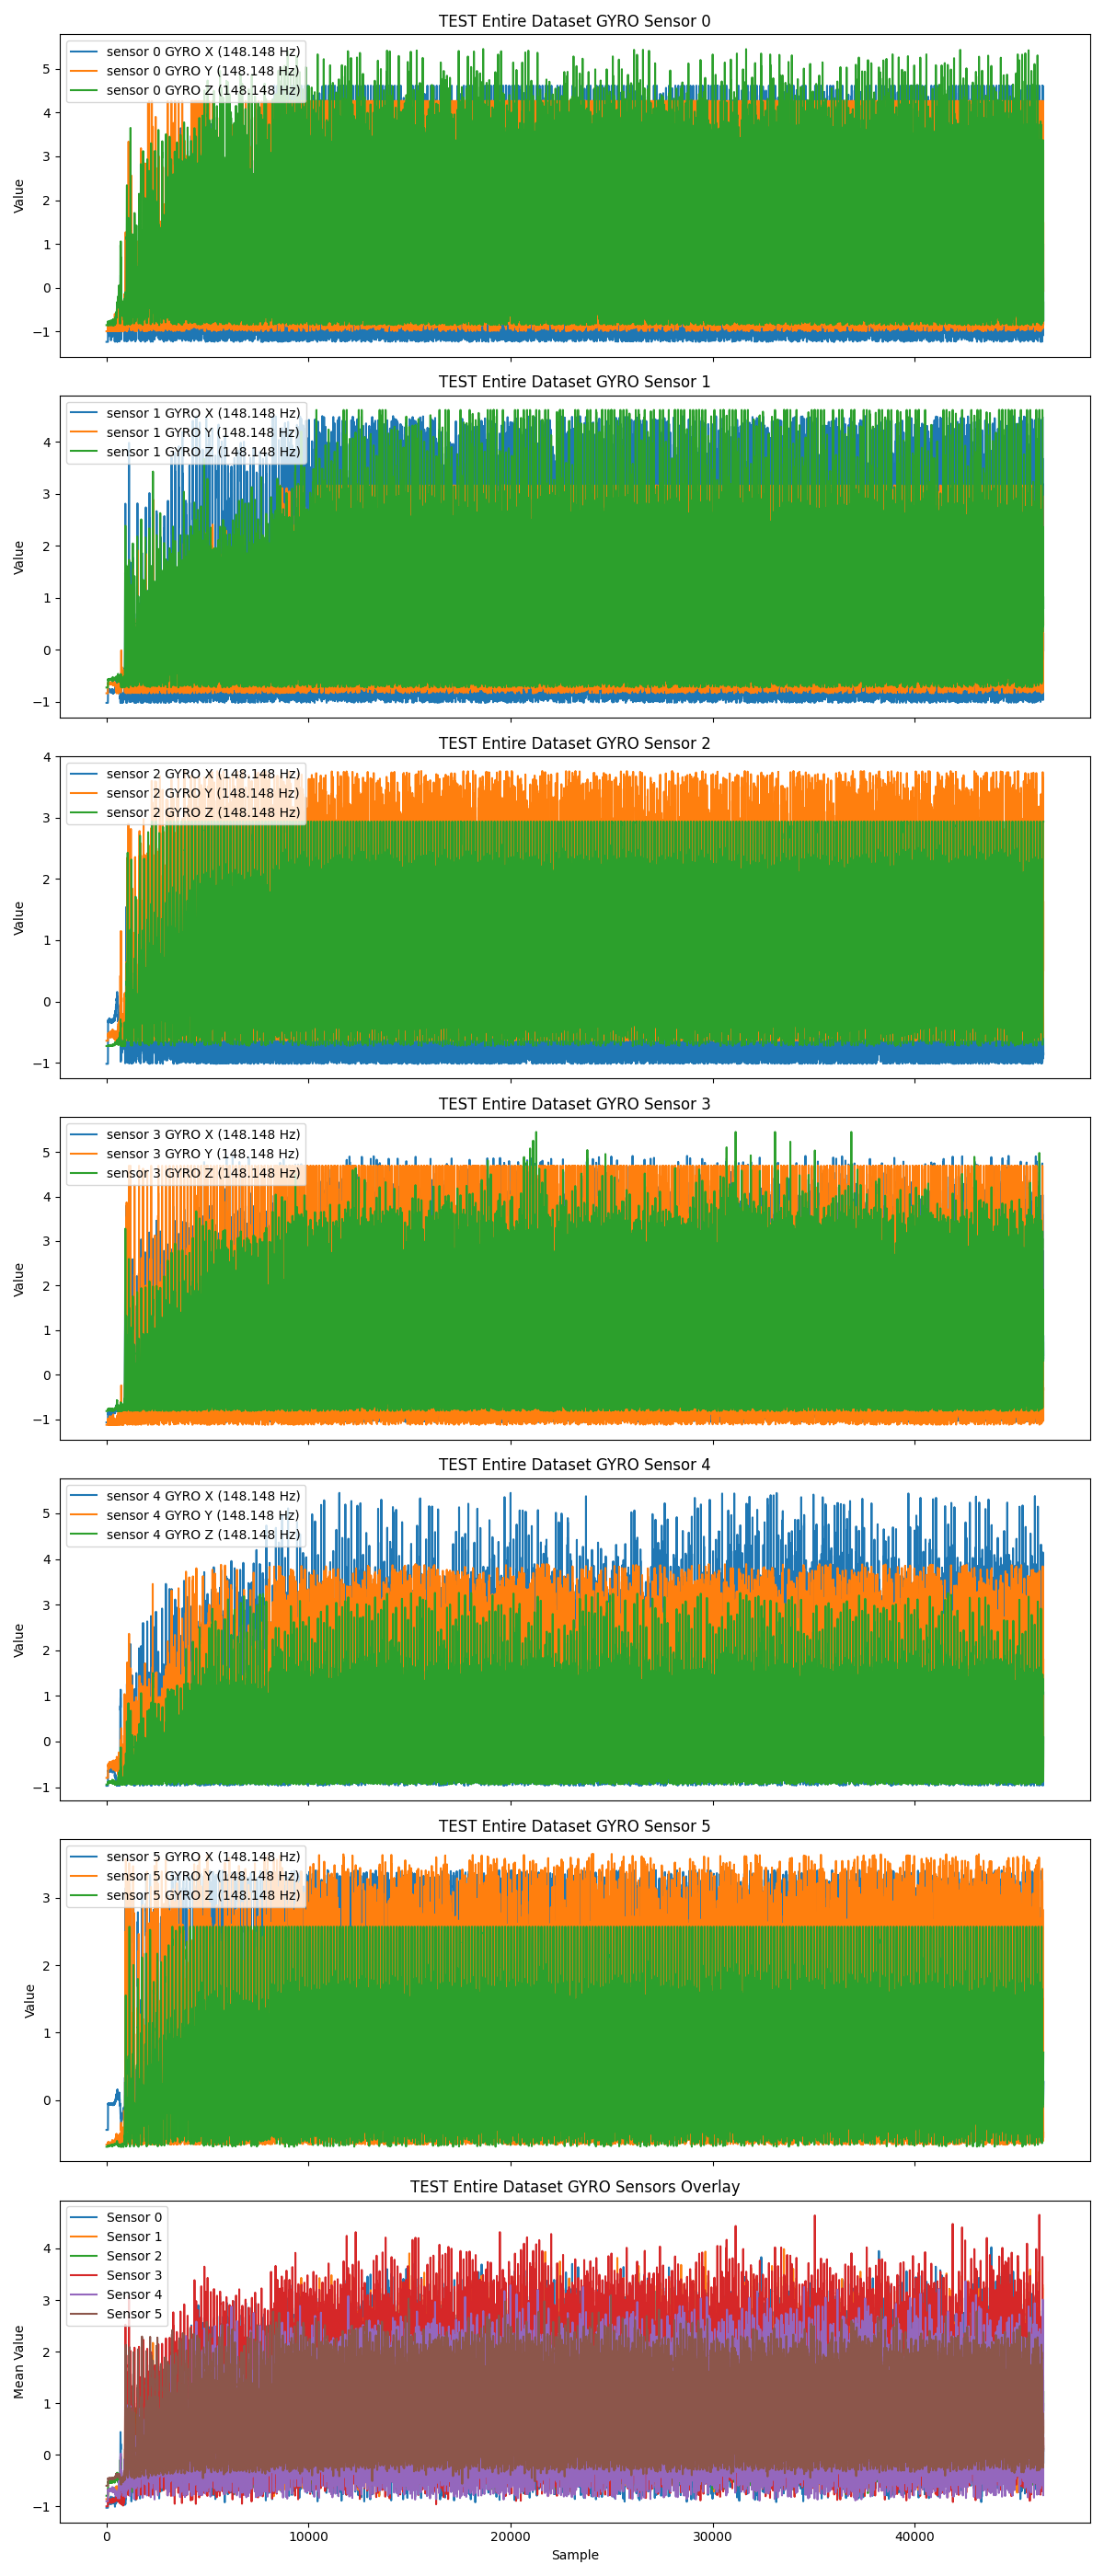 TEST Entire Dataset GYRO Sensor 0
sensor 0 GYRO X (148.148 Hz)
sensor 0 GYRO Y (148.148 Hz)
sensor 0 GYRO Z (148.148 Hz)
5
4
3
2
1
0
−1
Value
TEST Entire Dataset GYRO Sensor 1
sensor 1 GYRO X (148.148 Hz)
sensor 1 GYRO Y (148.148 Hz)
sensor 1 GYRO Z (148.148 Hz)
4
3
2
1
0
−1
Value
TEST Entire Dataset GYRO Sensor 2
sensor 2 GYRO X (148.148 Hz)
sensor 2 GYRO Y (148.148 Hz)
sensor 2 GYRO Z (148.148 Hz)
4
3
2
1
0
−1
Value
TEST Entire Dataset GYRO Sensor 3
sensor 3 GYRO X (148.148 Hz)
sensor 3 GYRO Y (148.148 Hz)
sensor 3 GYRO Z (148.148 Hz)
5
4
3
2
1
0
−1
Value
TEST Entire Dataset GYRO Sensor 4
sensor 4 GYRO X (148.148 Hz)
sensor 4 GYRO Y (148.148 Hz)
sensor 4 GYRO Z (148.148 Hz)
5
4
3
2
1
0
−1
Value
TEST Entire Dataset GYRO Sensor 5
sensor 5 GYRO X (148.148 Hz)
sensor 5 GYRO Y (148.148 Hz)
sensor 5 GYRO Z (148.148 Hz)
3
2
1
0
Value
TEST Entire Dataset GYRO Sensors Overlay
Sensor 0
Sensor 1
Sensor 2
Sensor 3
Sensor 4
Sensor 5
4
3
2
1
0
−1
Mean Value
0 10000 20000 30000 40000
Sample